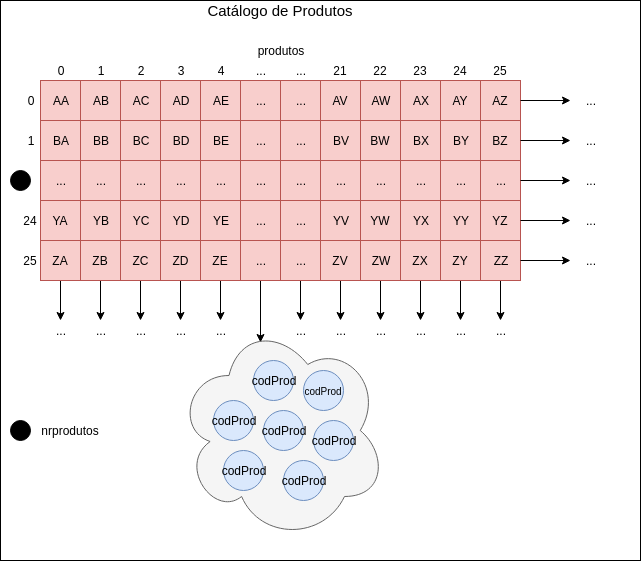 Catálogo de Produtos
produtos
0 1 2 3 4 ... ... 21 22 23 24 25
0 AA AB AC AD AE ... ... AV AW AX AY AZ ...
1 BA BB BC BD BE ... ... BV BW BX BY BZ ...
... ... ... ... ... ... ... ... ... ... ... ... ...
24 YA YB YC YD YE ... ... YV YW YX YY YZ ...
25 ZA ZB ZC ZD ZE ... ... ZV ZW ZX ZY ZZ ...
... ... ... ... ... ... ... ... ... ... ...
codProd
codProd
codProd
codProd
codProd
codProd
codProd
nrprodutos